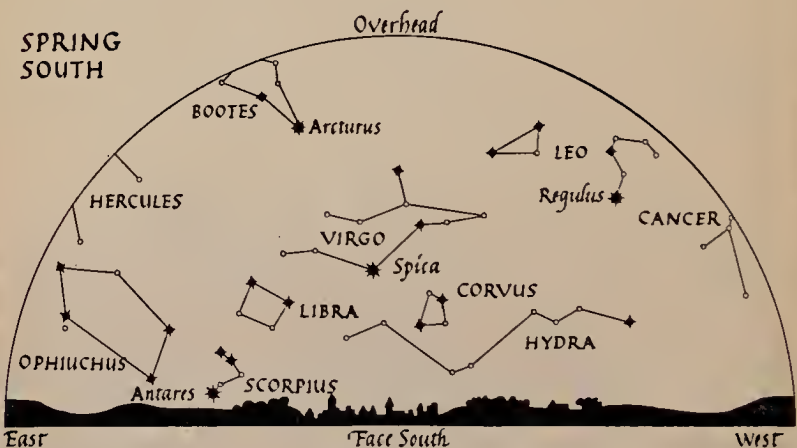 Overhead
SPRING
SOUTH
BOOTES
Arcturus
LEO
HERCULES
Regulus
CANCER
VIRGO
Spica
LIBRA
CORVUS
HYDRA
OPHIUCHUS
Antares
SCORPIUS
East
Face South
West